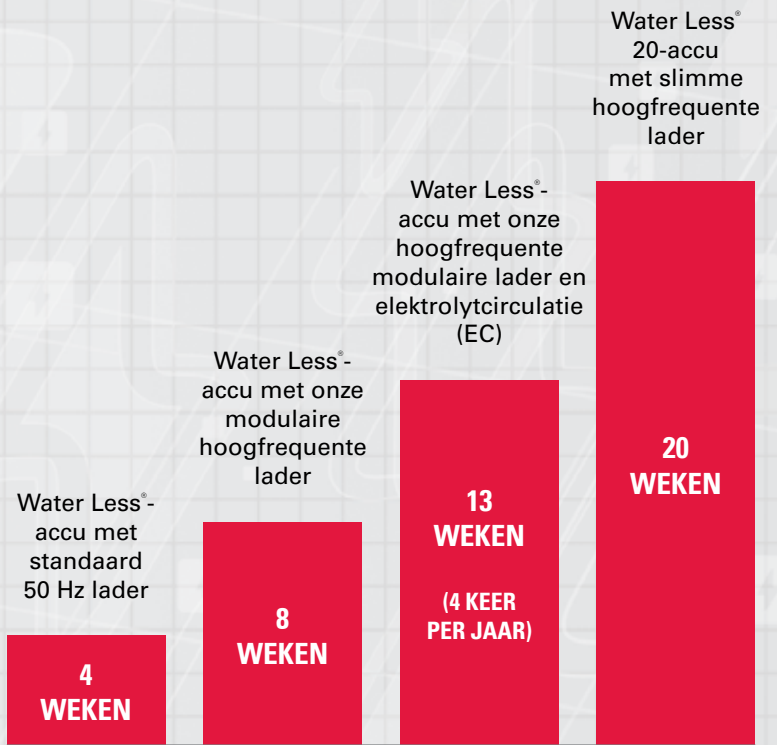 Water Less®-
accu met
standaard
50 Hz lader
4
WEKEN
Water Less®-
accu met onze
modulaire
hoogfrequente
lader
8
WEKEN
Water Less®-
accu met onze
hoogfrequente
modulaire lader en
elektrolytcirculatie
(EC)
13
WEKEN
(4 KEER
PER JAAR)
Water Less®
20-accu
met slimme
hoogfrequente
lader
20
WEKEN